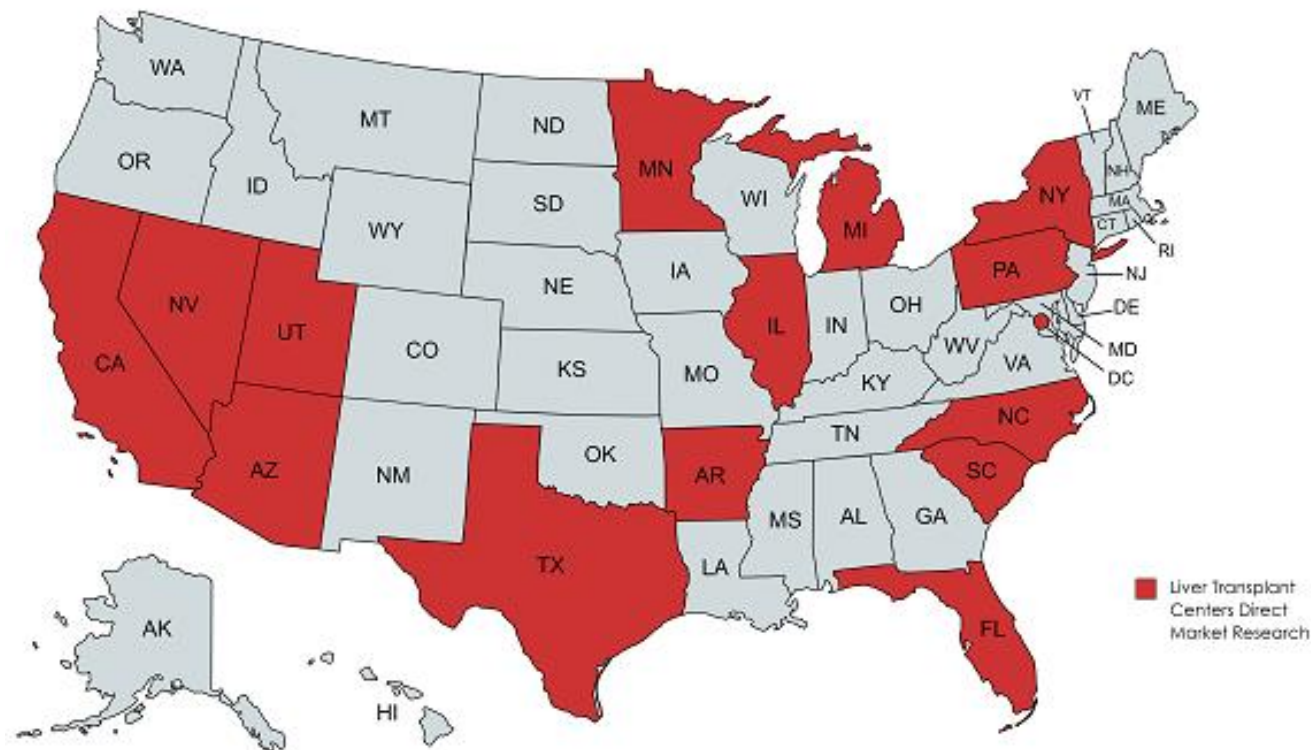 WA
MT
ND
MN
VT
ME
OR
ID
SD
WI
NH
NY
MA
WY
MI
CT
RI
IA
PA
NJ
NE
NV
OH
DE
UT
IL
IN
CO
MD
WV
CA
KS
MO
VA
DC
KY
NC
TN
OK
AZ
NM
AR
SC
MS
AL
GA
LA
TX
Liver Transplant
Centers Direct
Market Research
AK
FL
HI